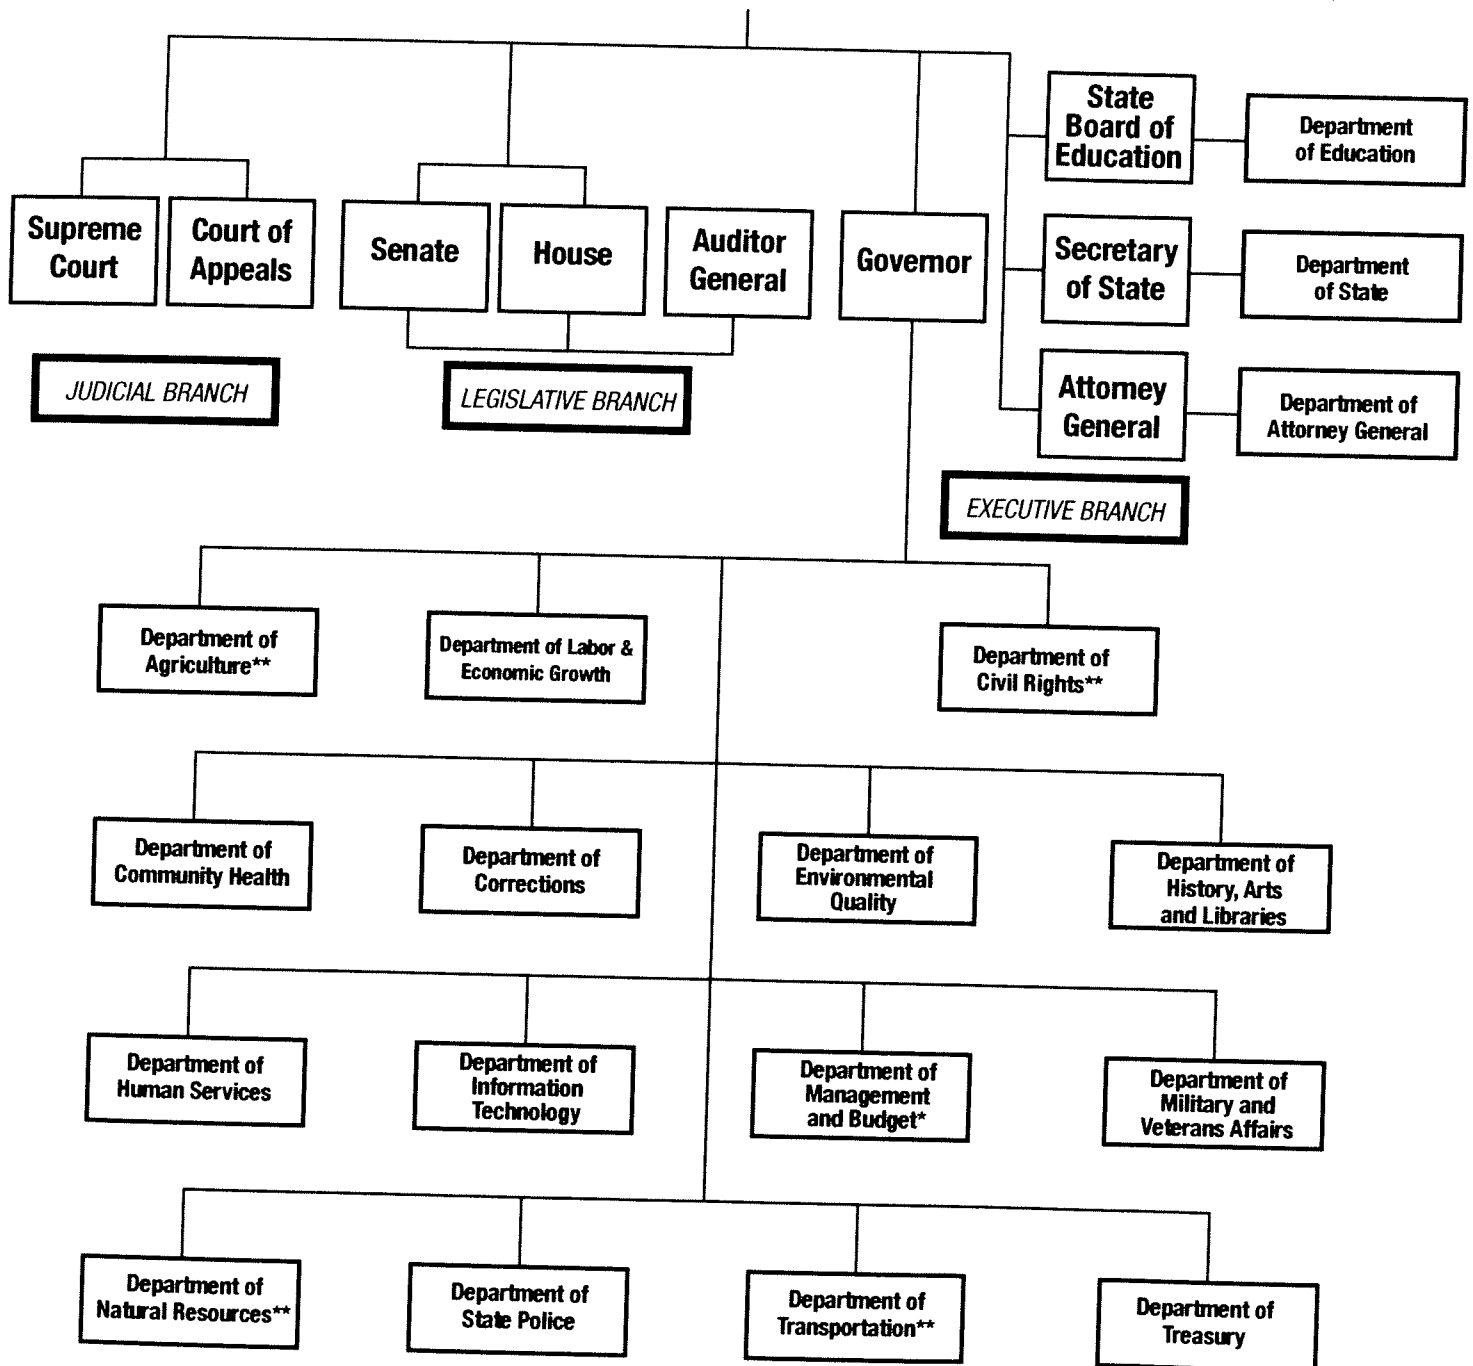 State
Board of
Education
Department
of Education
Supreme
Court
Court of
Appeals
Senate
House
Auditor
General
Governor
Secretary
of State
Department
of State
JUDICIAL BRANCH
LEGISLATIVE BRANCH
Attorney
General
Department of
Attorney General
EXECUTIVE BRANCH
Department of
Agriculture**
Department of Labor &
Economic Growth
Department of
Civil Rights**
Department of
Community Health
Department of
Corrections
Department of
Environmental
Quality
Department of
History, Arts
and Libraries
Department of
Human Services
Department of
Information
Technology
Department of
Management
and Budget*
Department of
Military and
Veterans Affairs
Department of
Natural Resources**
Department of
State Police
Department of
Transportation**
Department of
Treasury